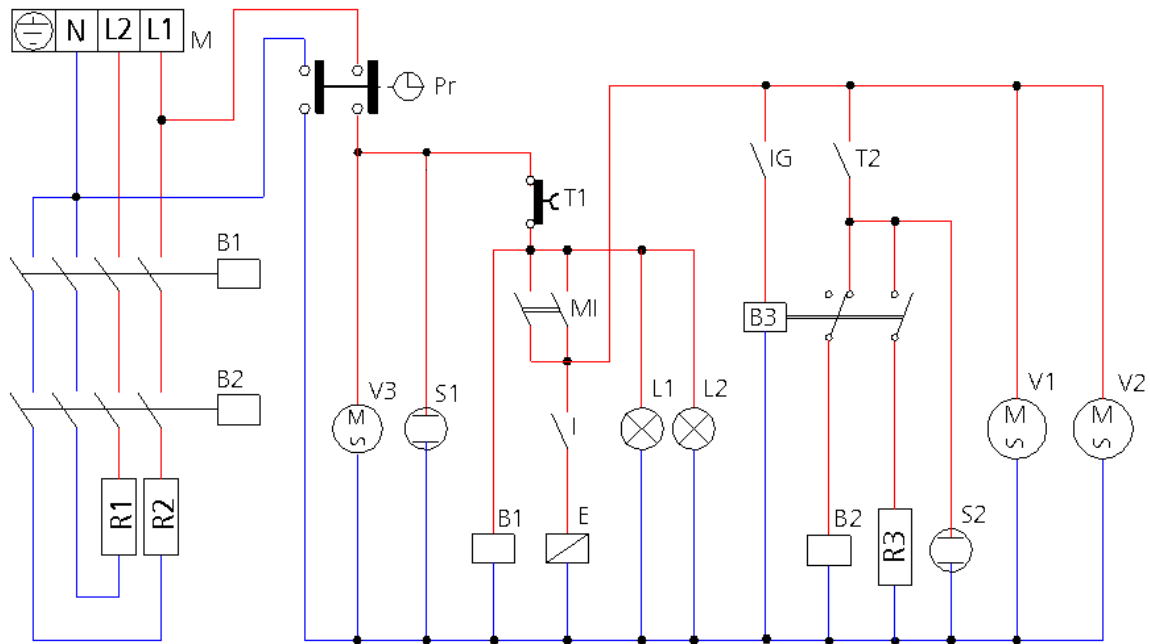 N L2 L1 M
Pr
IG T2
T1
B1
MI
B3
B2
V3 S1 L1 L2 V1 V2
M M M
I
R1 R2
B1 E B2 R3 S2